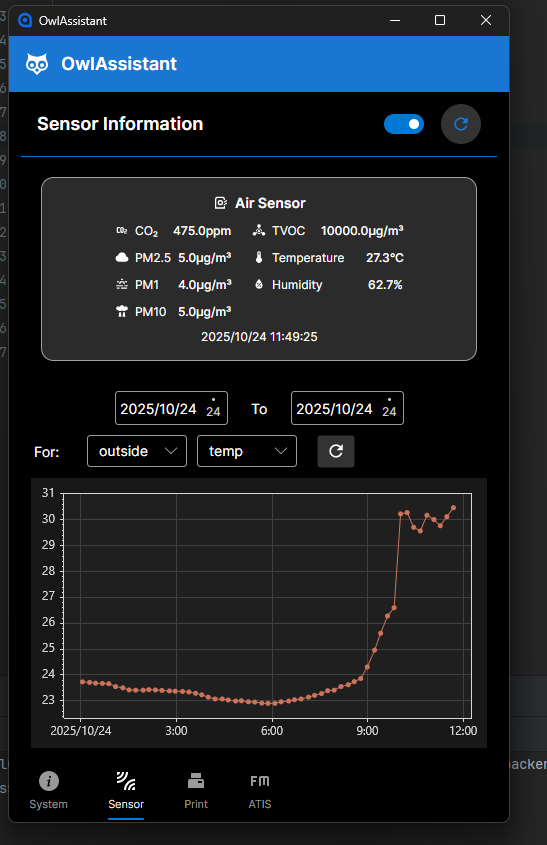 OwlAssistant
OwlAssistant
Sensor Information
Air Sensor
CO₂ CO₂ 475.0ppm TVOC 10000.0µg/m³
PM2.5 5.0µg/m³ Temperature 27.3°C
PM1 4.0µg/m³ Humidity 62.7%
PM10 5.0µg/m³
2025/10/24 11:49:25
2025/10/24 24 To 2025/10/24 24
For: outside temp
31
30
29
28
27
26
25
24
23
2025/10/24 3:00 6:00 9:00 12:00
System Sensor Print FM ATIS